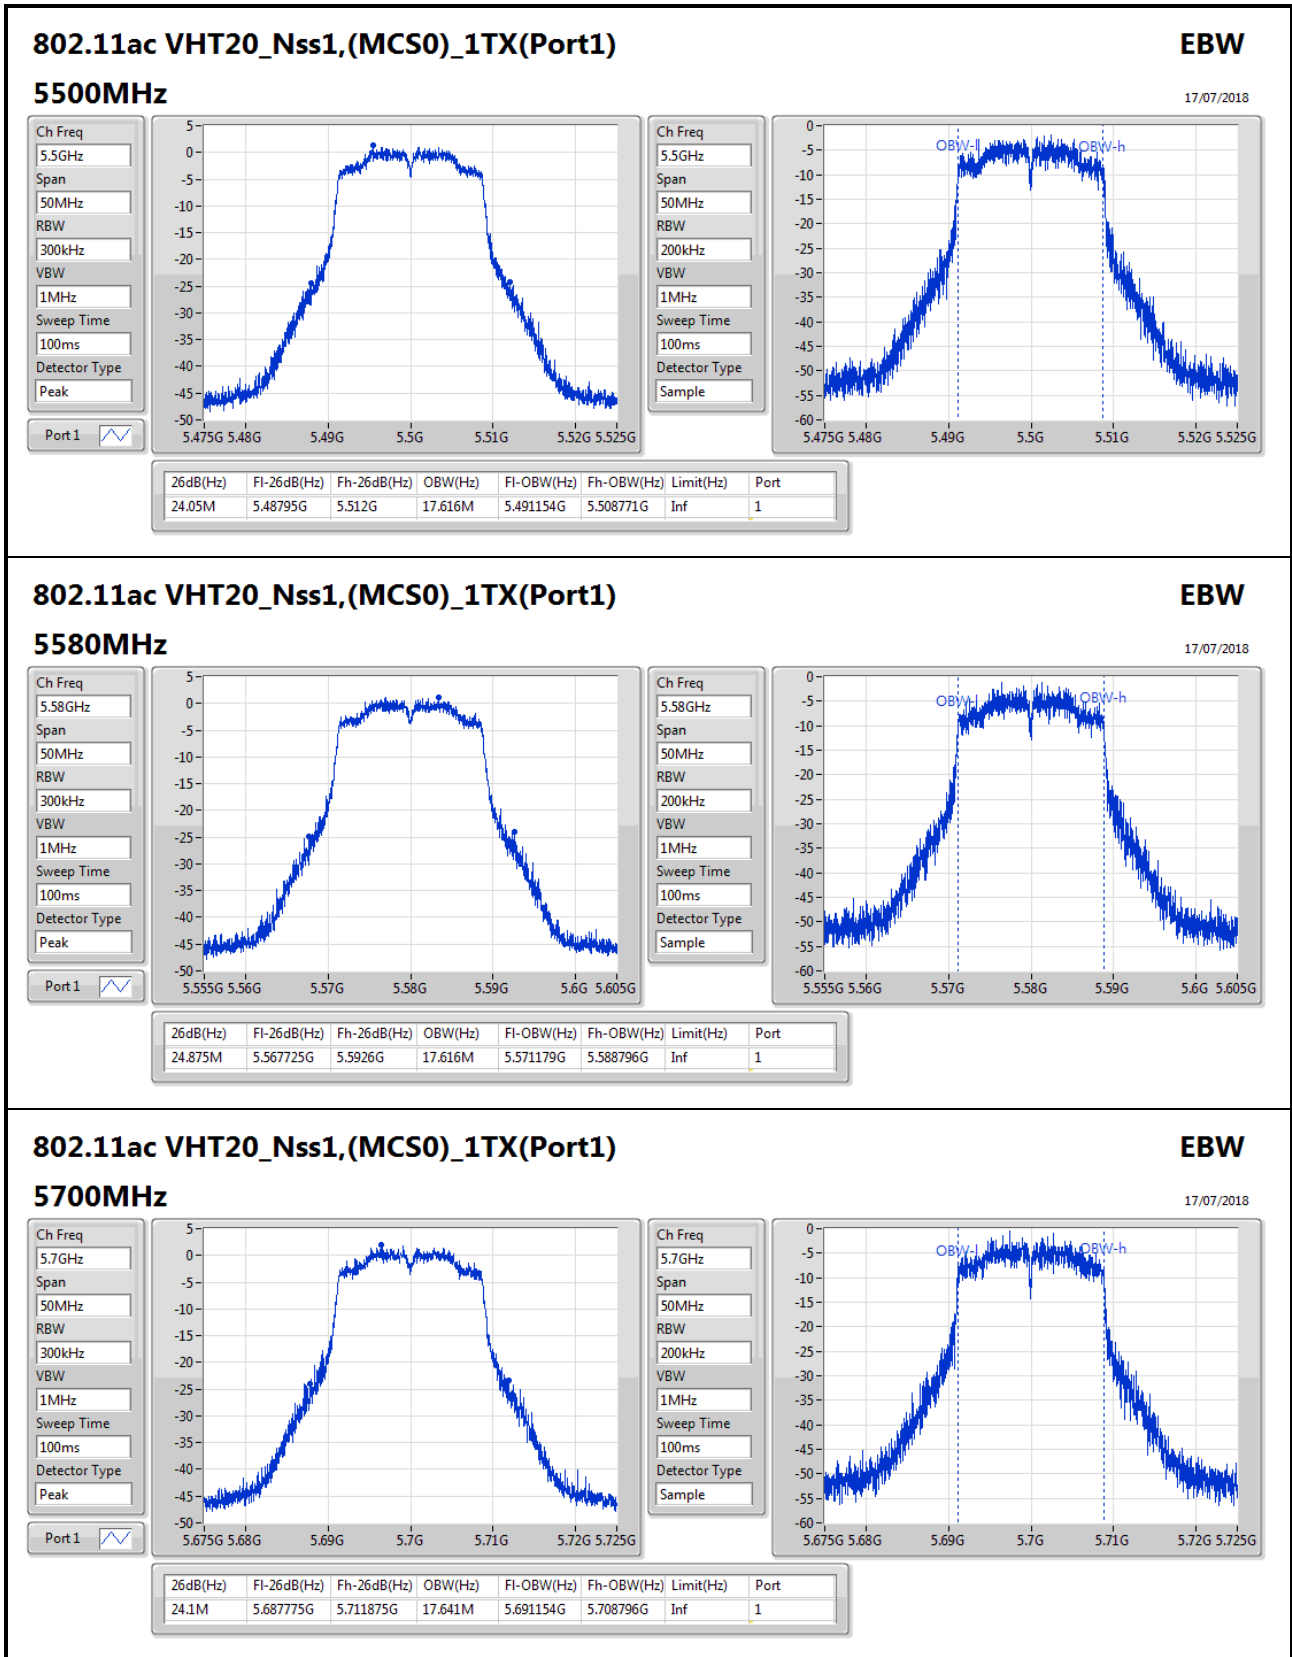 802.11ac VHT20_Nss1,(MCS0)_1TX(Port1) EBW
5500MHz 17/07/2018
Ch Freq
5.5GHz
Span
50MHz
RBW
300kHz
VBW
1MHz
Sweep Time
100ms
Detector Type
Peak
Port 1
5
0
-5
-10
-15
-20
-25
-30
-35
-40
-45
-50
5.475G 5.48G 5.49G 5.5G 5.51G 5.52G 5.525G
Ch Freq
5.5GHz
Span
50MHz
RBW
200kHz
VBW
1MHz
Sweep Time
100ms
Detector Type
Sample
0
-5
-10
-15
-20
-25
-30
-35
-40
-45
-50
-55
-60
OBW-l OBW-h
5.475G 5.48G 5.49G 5.5G 5.51G 5.52G 5.525G
26dB(Hz) Fl-26dB(Hz) Fh-26dB(Hz) OBW(Hz) Fl-OBW(Hz) Fh-OBW(Hz) Limit(Hz) Port
24.05M 5.48795G 5.512G 17.616M 5.491154G 5.508771G Inf 1
802.11ac VHT20_Nss1,(MCS0)_1TX(Port1) EBW
5580MHz 17/07/2018
Ch Freq
5.58GHz
Span
50MHz
RBW
300kHz
VBW
1MHz
Sweep Time
100ms
Detector Type
Peak
Port 1
5
0
-5
-10
-15
-20
-25
-30
-35
-40
-45
-50
5.555G 5.56G 5.57G 5.58G 5.59G 5.6G 5.605G
Ch Freq
5.58GHz
Span
50MHz
RBW
200kHz
VBW
1MHz
Sweep Time
100ms
Detector Type
Sample
0
-5
-10
-15
-20
-25
-30
-35
-40
-45
-50
-55
-60
OBW-l OBW-h
5.555G 5.56G 5.57G 5.58G 5.59G 5.6G 5.605G
26dB(Hz) Fl-26dB(Hz) Fh-26dB(Hz) OBW(Hz) Fl-OBW(Hz) Fh-OBW(Hz) Limit(Hz) Port
24.875M 5.567725G 5.5926G 17.616M 5.571179G 5.588796G Inf 1
802.11ac VHT20_Nss1,(MCS0)_1TX(Port1) EBW
5700MHz 17/07/2018
Ch Freq
5.7GHz
Span
50MHz
RBW
300kHz
VBW
1MHz
Sweep Time
100ms
Detector Type
Peak
Port 1
5
0
-5
-10
-15
-20
-25
-30
-35
-40
-45
-50
5.675G 5.68G 5.69G 5.7G 5.71G 5.72G 5.725G
Ch Freq
5.7GHz
Span
50MHz
RBW
200kHz
VBW
1MHz
Sweep Time
100ms
Detector Type
Sample
0
-5
-10
-15
-20
-25
-30
-35
-40
-45
-50
-55
-60
OBW-l OBW-h
5.675G 5.68G 5.69G 5.7G 5.71G 5.72G 5.725G
26dB(Hz) Fl-26dB(Hz) Fh-26dB(Hz) OBW(Hz) Fl-OBW(Hz) Fh-OBW(Hz) Limit(Hz) Port
24.1M 5.687775G 5.711875G 17.641M 5.691154G 5.708796G Inf 1